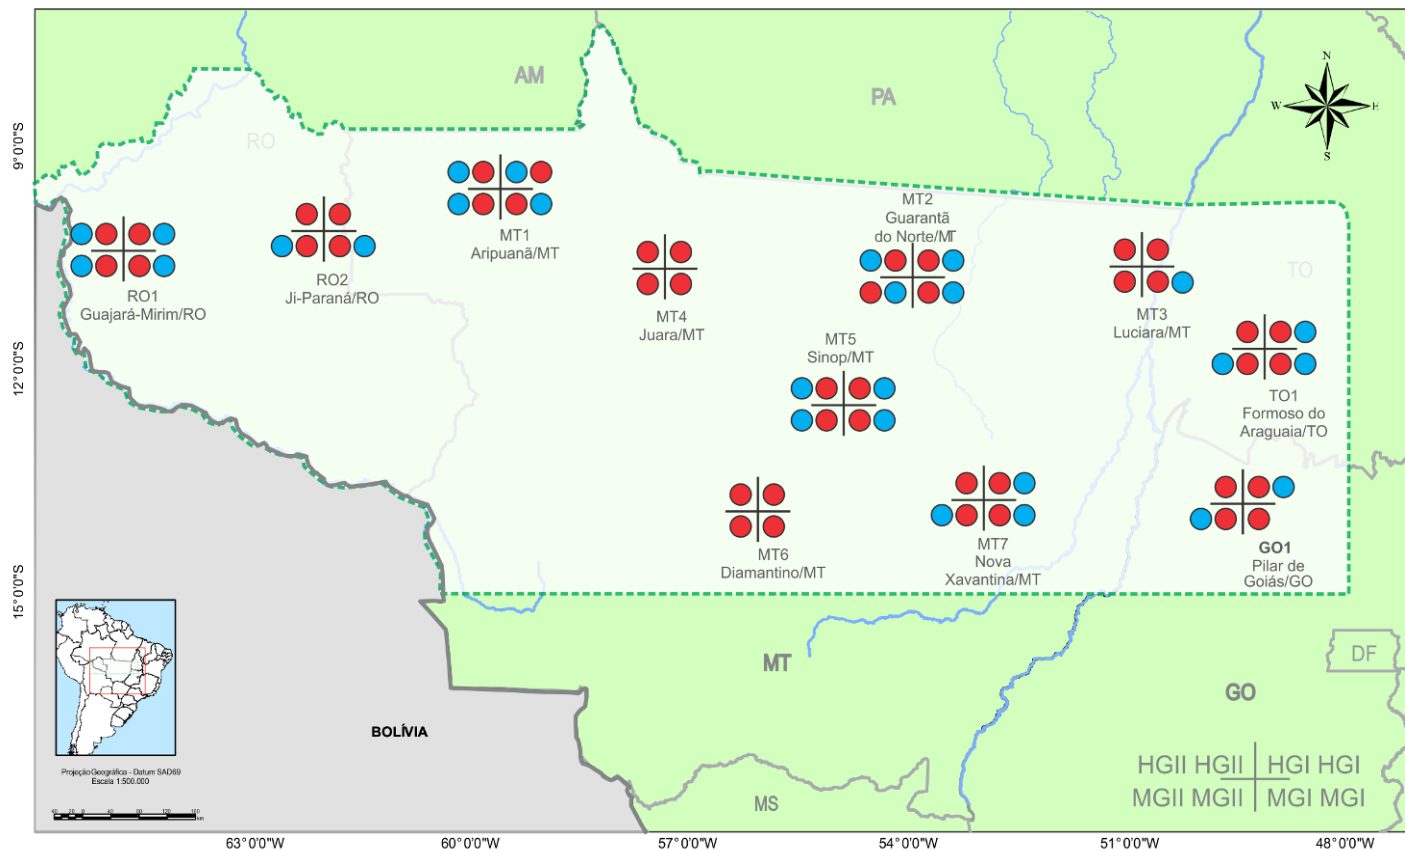 AM
PA
N
W
E
S
9°0'0"S
RO
MT1
Aripuanã/MT
MT2
Guarantã
do Norte/MT
RO1
Guajará-Mirim/RO
RO2
Ji-Paraná/RO
MT4
Juara/MT
MT3
Luciara/MT
TO
12°0'0"S
MT5
Sinop/MT
TO1
Formoso do
Araguaia/TO
MT6
Diamantino/MT
MT7
Nova
Xavantina/MT
GO1
Pilar de
Goiás/GO
15°0'0"S
MT
DF
GO
BOLÍVIA
MS
Projeção Geográfica - Datum SAD69
Escala 1:500.000
HGII HGII HGI HGI
MGII MGII MGI MGI
63°0'0"W 60°0'0"W 57°0'0"W 54°0'0"W 51°0'0"W 48°0'0"W